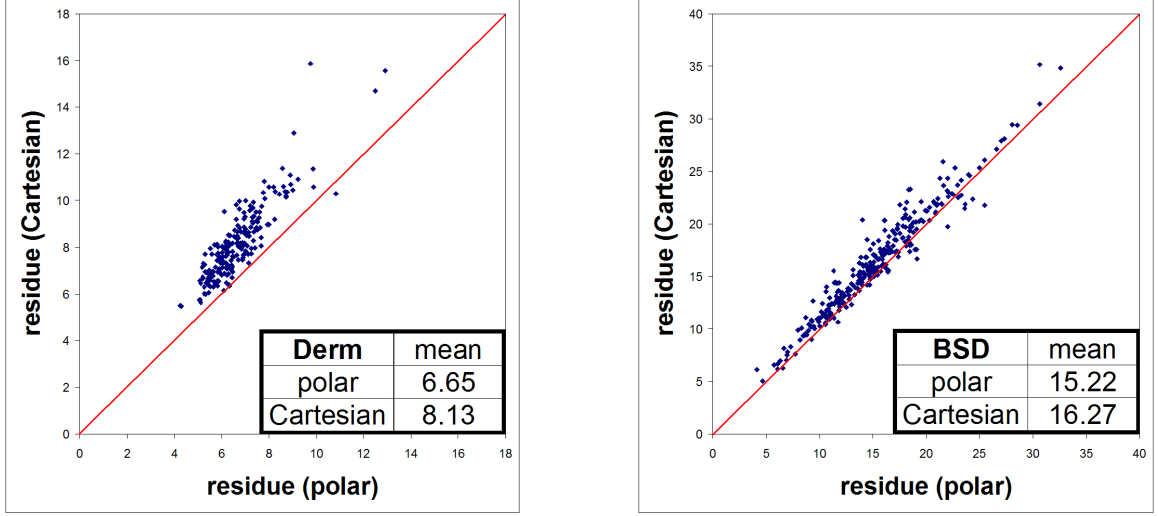 18
16
14
12
10
8
6
4
2
0
residue (Cartesian)
Derm mean
polar 6.65
Cartesian 8.13
0 2 4 6 8 10 12 14 16 18
residue (polar)
40
35
30
25
20
15
10
5
0
residue (Cartesian)
BSD mean
polar 15.22
Cartesian 16.27
0 5 10 15 20 25 30 35 40
residue (polar)